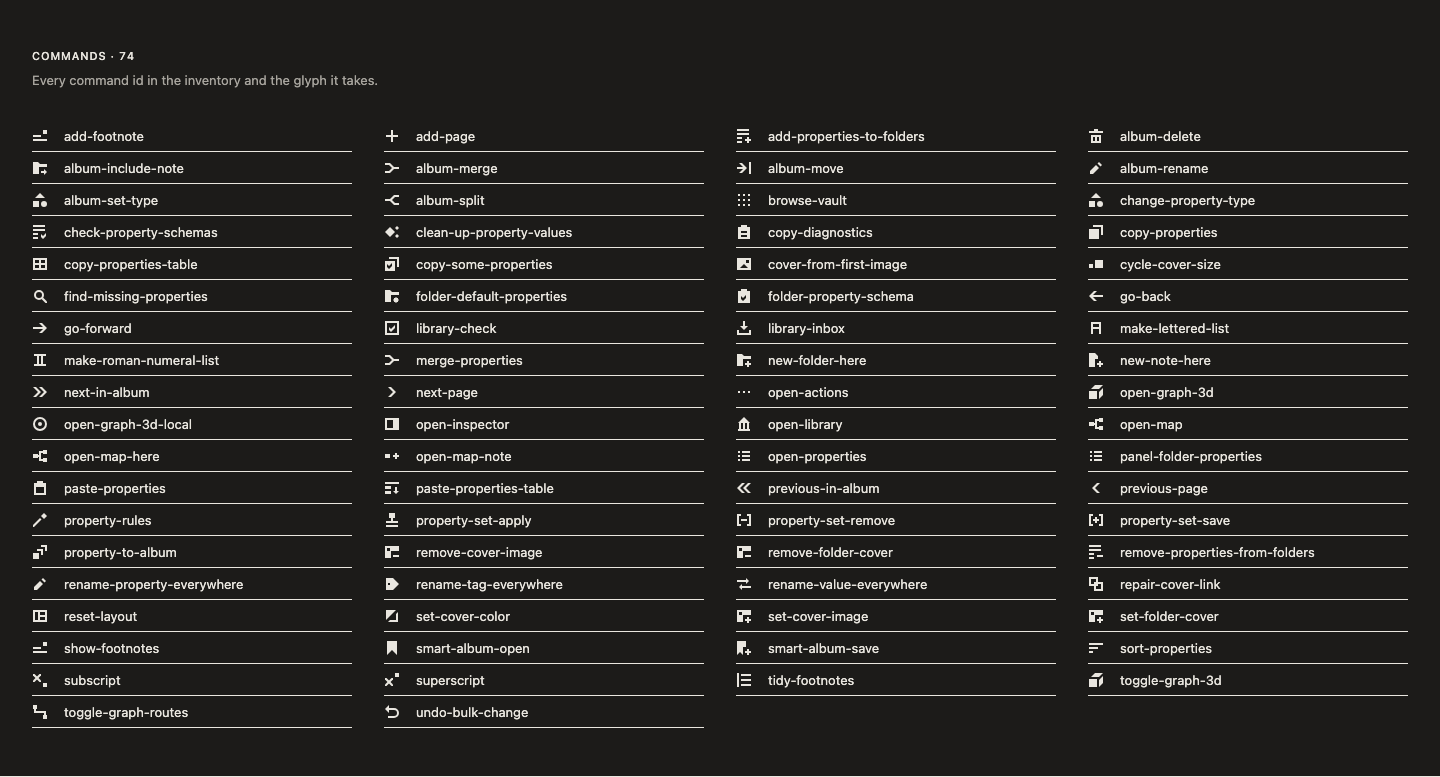 COMMANDS · 74
Every command id in the inventory and the glyph it takes.
add-footnote add-page add-properties-to-folders album-delete
album-include-note album-merge album-move album-rename
album-set-type album-split browse-vault change-property-type
check-property-schemas clean-up-property-values copy-diagnostics copy-properties
copy-properties-table copy-some-properties cover-from-first-image cycle-cover-size
find-missing-properties folder-default-properties folder-property-schema go-back
go-forward library-check library-inbox make-lettered-list
make-roman-numeral-list merge-properties new-folder-here new-note-here
next-in-album next-page open-actions open-graph-3d
open-graph-3d-local open-inspector open-library open-map
open-map-here open-map-note open-properties panel-folder-properties
paste-properties paste-properties-table previous-in-album previous-page
property-rules property-set-apply property-set-remove property-set-save
property-to-album remove-cover-image remove-folder-cover remove-properties-from-folders
rename-property-everywhere rename-tag-everywhere rename-value-everywhere repair-cover-link
reset-layout set-cover-color set-cover-image set-folder-cover
show-footnotes smart-album-open smart-album-save sort-properties
subscript superscript tidy-footnotes toggle-graph-3d
toggle-graph-routes undo-bulk-change